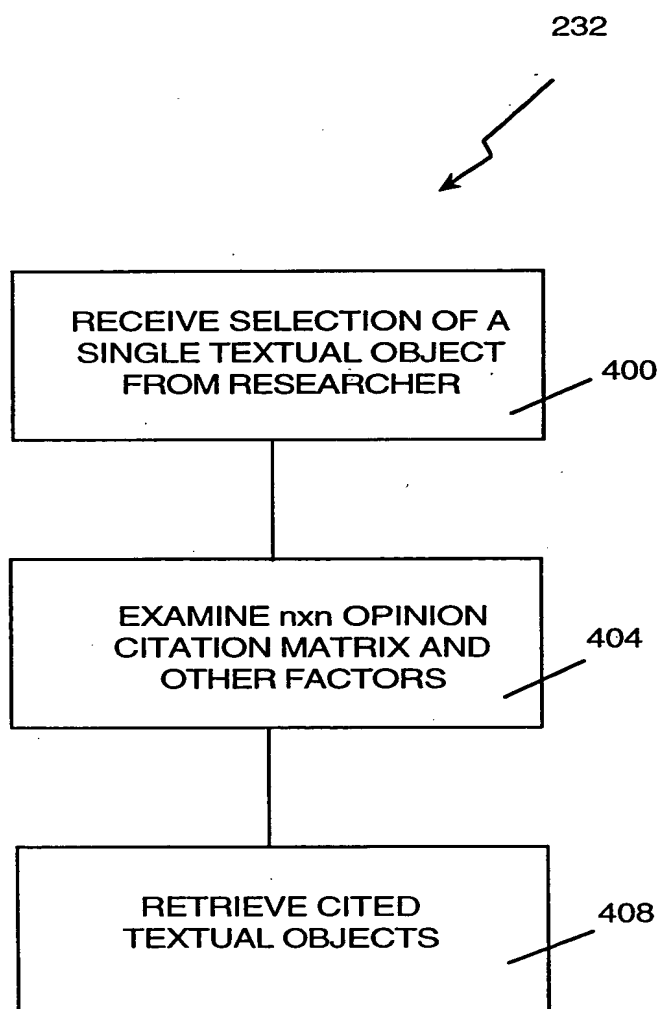 232
RECEIVE SELECTION OF A
SINGLE TEXTUAL OBJECT
FROM RESEARCHER
400
EXAMINE nxn OPINION
CITATION MATRIX AND
OTHER FACTORS
404
RETRIEVE CITED
TEXTUAL OBJECTS
408